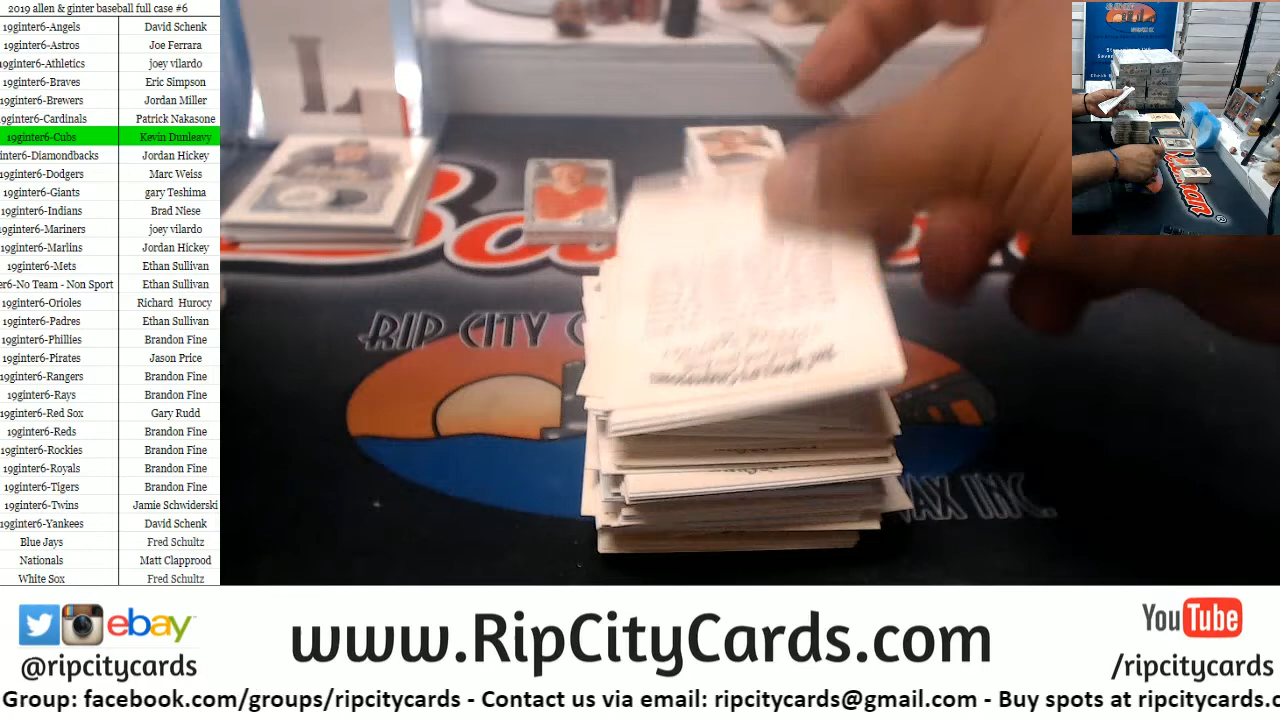 2019 allen & ginter baseball full case #6
19ginter6-Angels David Schenk
19ginter6-Astros Joe Ferrara
19ginter6-Athletics joey vilardo
19ginter6-Braves Eric Simpson
19ginter6-Brewers Jordan Miller
19ginter6-Cardinals Patrick Nakasone
19ginter6-Cubs Kevin Dunleavy
inter6-Diamondbacks Jordan Hickey
19ginter6-Dodgers Marc Weiss
19ginter6-Giants gary Teshima
19ginter6-Indians Brad Niese
19ginter6-Mariners joey vilardo
19ginter6-Marlins Jordan Hickey
19ginter6-Mets Ethan Sullivan
er6-No Team - Non Sport Ethan Sullivan
19ginter6-Orioles Richard Hurocy
19ginter6-Padres Ethan Sullivan
19ginter6-Phillies Brandon Fine
19ginter6-Pirates Jason Price
19ginter6-Rangers Brandon Fine
19ginter6-Rays Brandon Fine
19ginter6-Red Sox Gary Rudd
19ginter6-Reds Brandon Fine
19ginter6-Rockies Brandon Fine
19ginter6-Royals Brandon Fine
19ginter6-Tigers Brandon Fine
19ginter6-Twins Jamie Schwiderski
19ginter6-Yankees David Schenk
Blue Jays Fred Schultz
Nationals Matt Clapprood
White Sox Fred Schultz
L
RIP CITY
WAX INC.
ebay
@ripcitycards
www.RipCityCards.com
YouTube
/ripcitycards
Group: facebook.com/groups/ripcitycards - Contact us via email: ripcitycards@gmail.com - Buy spots at ripcitycards.c